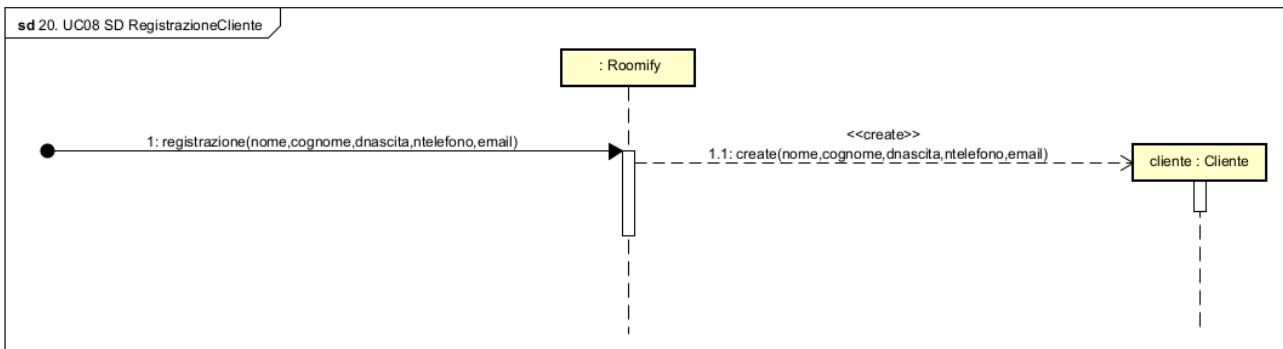 sd 20. UC08 SD RegistrazioneCliente
: Roomify
1: registrazione(nome,cognome,dnascita,ntelefono,email)
<<create>>
1.1: create(nome,cognome,dnascita,ntelefono,email)
cliente : Cliente